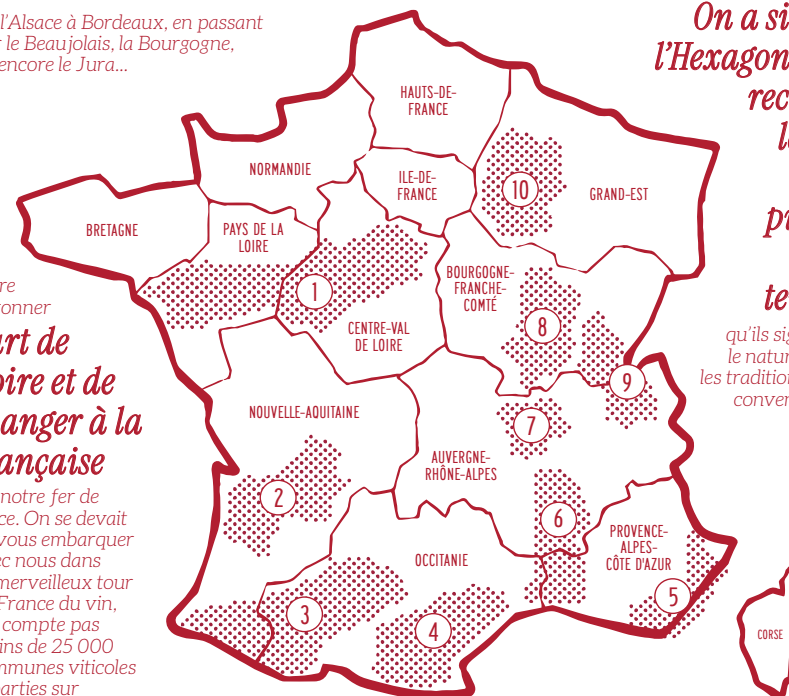 l'Alsace à Bordeaux, en passant
le Beaujolais, la Bourgogne,
encore le Jura...
On a si
l'Hexagon
rec
te
qu'ils sig
le natur
les tradition
conver
onner
art de
oire et de
anger à la
ançaise
notre fer de
ce. On se devait
vous embarquer
ec nous dans
merveilleux tour
France du vin,
compte pas
ins de 25 000
mmunes viticoles
arties sur
HAUTS-DE-
FRANCE
NORMANDIE
ILE-DE-
FRANCE
10
GRAND-EST
BRETAGNE
PAYS DE LA
LOIRE
1
BOURGOGNE-
FRANCHE-
COMTÉ
CENTRE-VAL
DE LOIRE
8
9
NOUVELLE-AQUITAINE
7
AUVERGNE-
RHÔNE-ALPES
2
6
PROVENCE-
ALPES-
CÔTE D'AZUR
OCCITANIE
5
3
4
CORSE